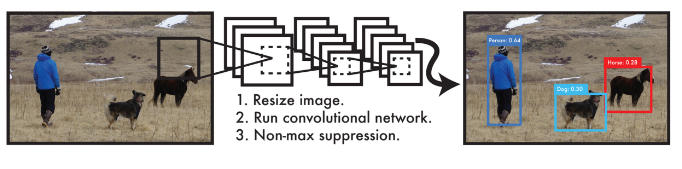 1. Resize image.
2. Run convolutional network.
3. Non-max suppression.
Person: 0.64
Horse: 0.28
Dog: 0.30